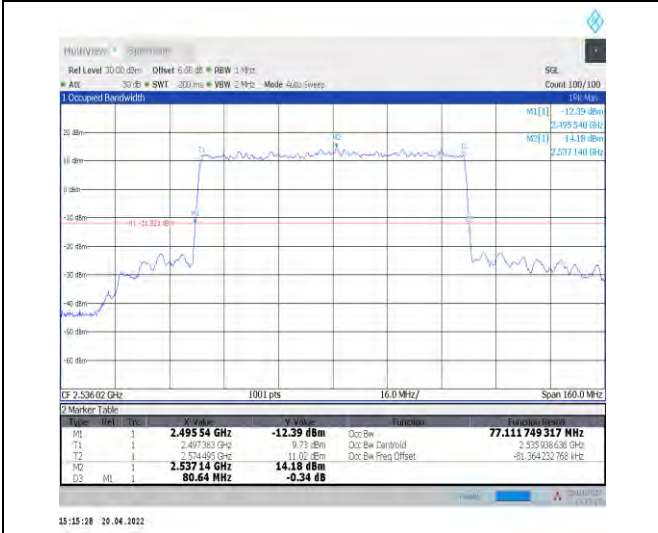 MultiView Spectrum
Ref Level 30.00 dBm Offset 6.68 dB RBW 1 MHz SGL
Att 30 dB SWT 200 ms VBW 2 MHz Mode Auto Sweep Count 100/100
1 Occupied Bandwidth 1Pk Max
M1[1] -12.39 dBm
2.495 540 GHz
M2[1] 14.18 dBm
2.537 140 GHz
20 dBm
10 dBm
0 dBm
-10 dBm
-20 dBm
-30 dBm
-40 dBm
-50 dBm
-60 dBm
T1
M2
M1
CF 2.53602 GHz 1001 pts 16.0 MHz/ Span 160.0 MHz
2 Marker Table
Type Ref Trc X-Value Y-Value Function Function Result
M1 1 2.495 54 GHz -12.39 dBm Occ Bw 77.111 749 317 MHz
T1 1 2.497 363 GHz 9.73 dBm Occ Bw Centroid 2.535 938 636 GHz
T2 1 2.574 495 GHz 11.02 dBm Occ Bw Freq Offset -81.364 232 768 kHz
M2 1 2.537 14 GHz 14.18 dBm
D3 M1 1 80.64 MHz -0.34 dB
15:15:28 20.04.2022